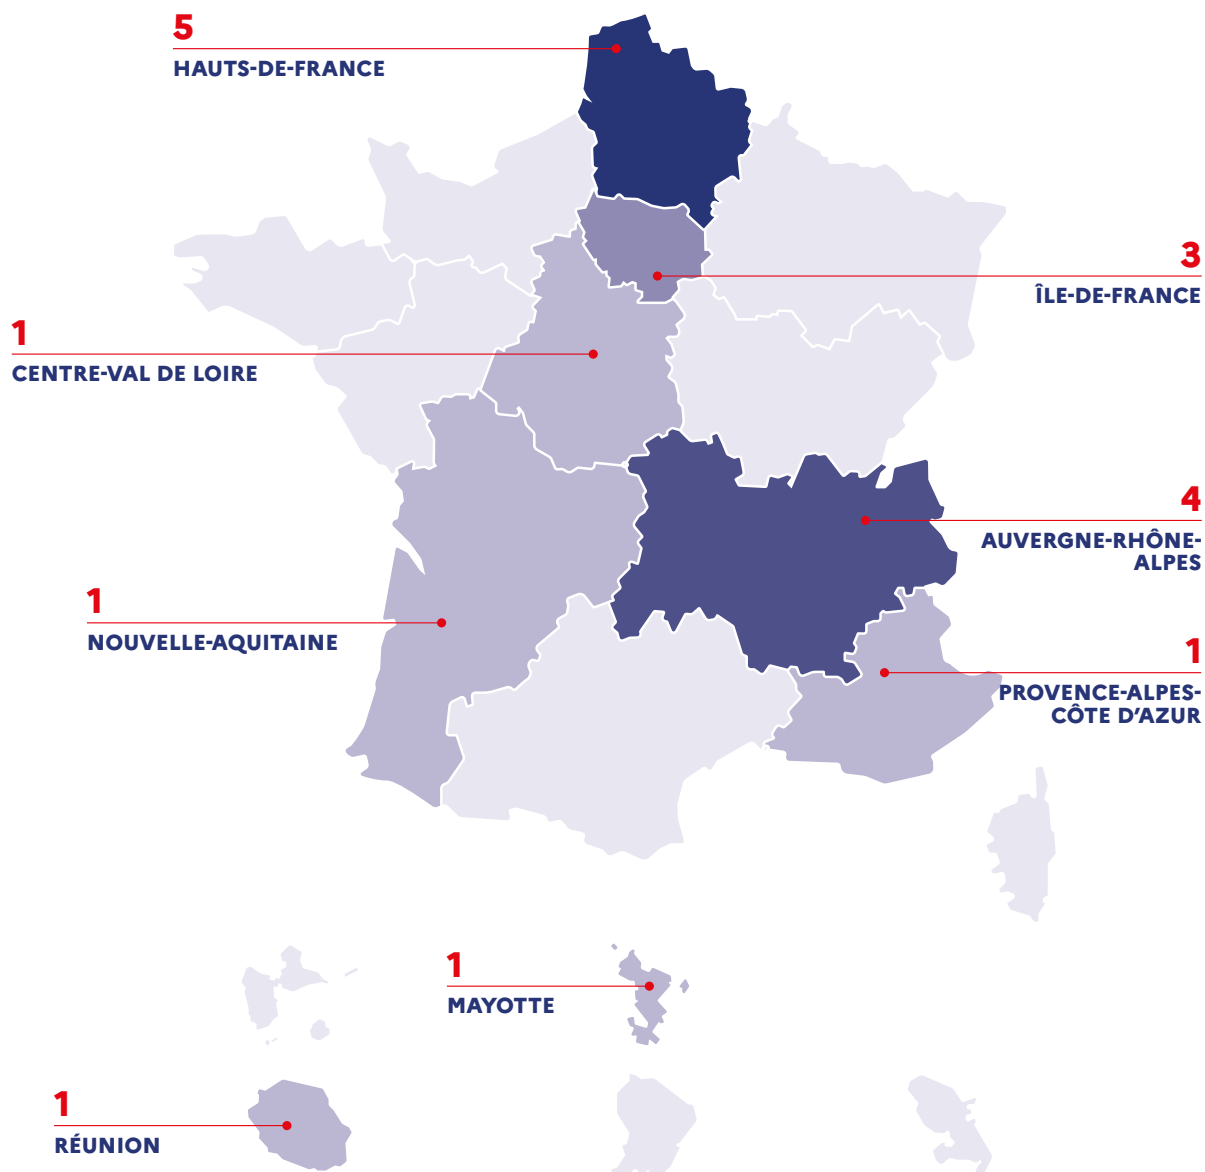 5
HAUTS-DE-FRANCE
3
ÎLE-DE-FRANCE
1
CENTRE-VAL DE LOIRE
4
AUVERGNE-RHÔNE-
ALPES
1
NOUVELLE-AQUITAINE
1
PROVENCE-ALPES-
CÔTE D’AZUR
1
MAYOTTE
1
RÉUNION